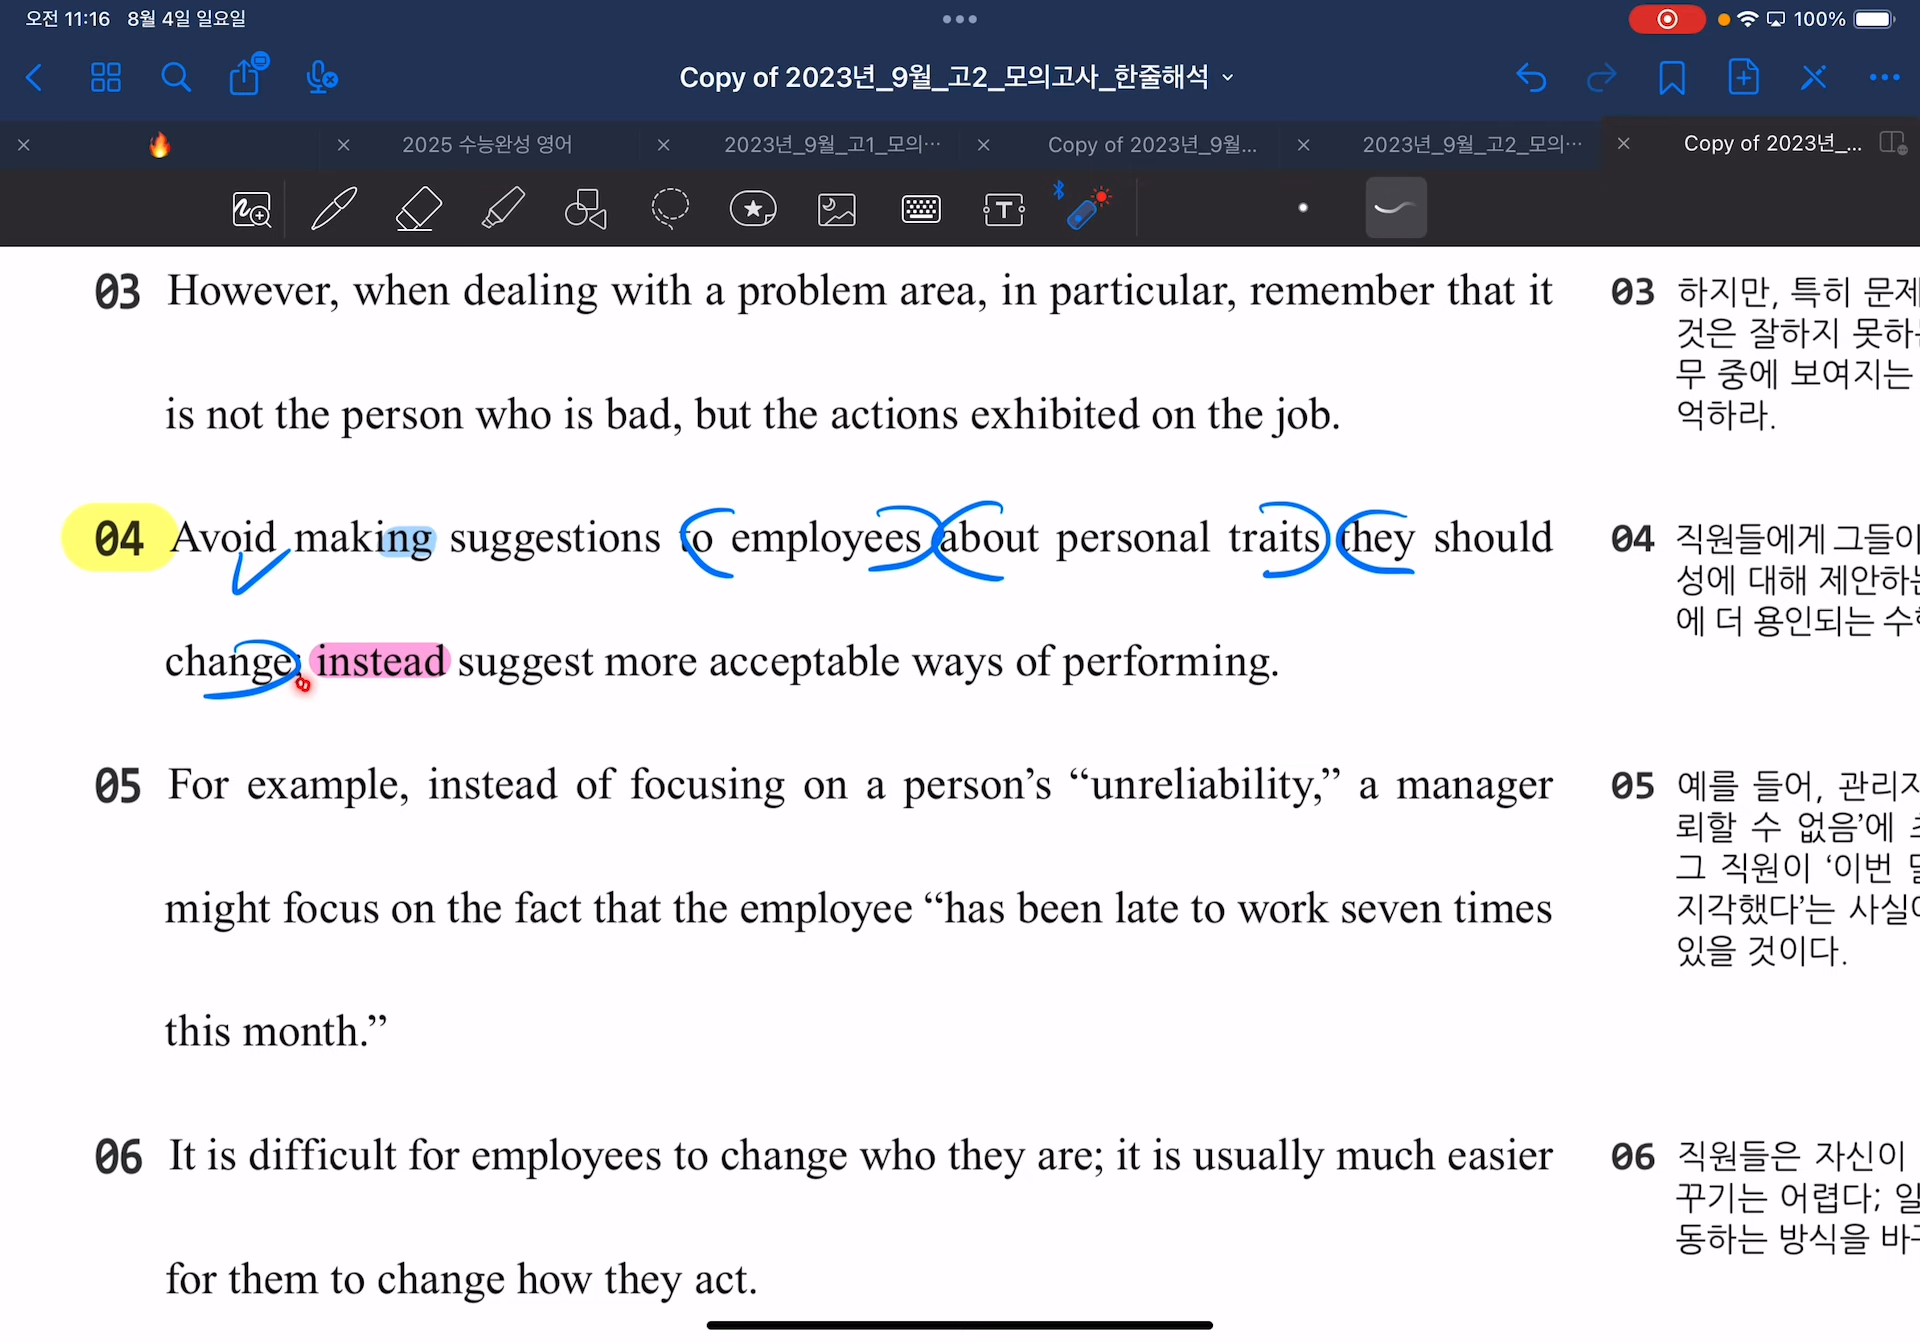 오전 11:16 8월 4일 일요일
100%
Copy of 2023년_9월_고2_모의고사_한줄해석
2025 수능완성 영어
2023년_9월_고1_모의…
Copy of 2023년_9월...
2023년_9월_고2_모의…
Copy of 2023년_...
03 However, when dealing with a problem area, in particular, remember that it
is not the person who is bad, but the actions exhibited on the job.
04 Avoid making suggestions to employees about personal traits they should
change; instead suggest more acceptable ways of performing.
05 For example, instead of focusing on a person’s “unreliability,” a manager
might focus on the fact that the employee “has been late to work seven times
this month.”
06 It is difficult for employees to change who they are; it is usually much easier
for them to change how they act.
03 하지만, 특히 문제
것은 잘하지 못하
무 중에 보여지는
억하라.
04 직원들에게 그들이
성에 대해 제안하는
에 더 용인되는 수
05 예를 들어, 관리자
뢰할 수 없음’에
그 직원이 ‘이번
지각했다’는 사실
있을 것이다.
06 직원들은 자신이
꾸기는 어렵다; 일
동하는 방식을 바